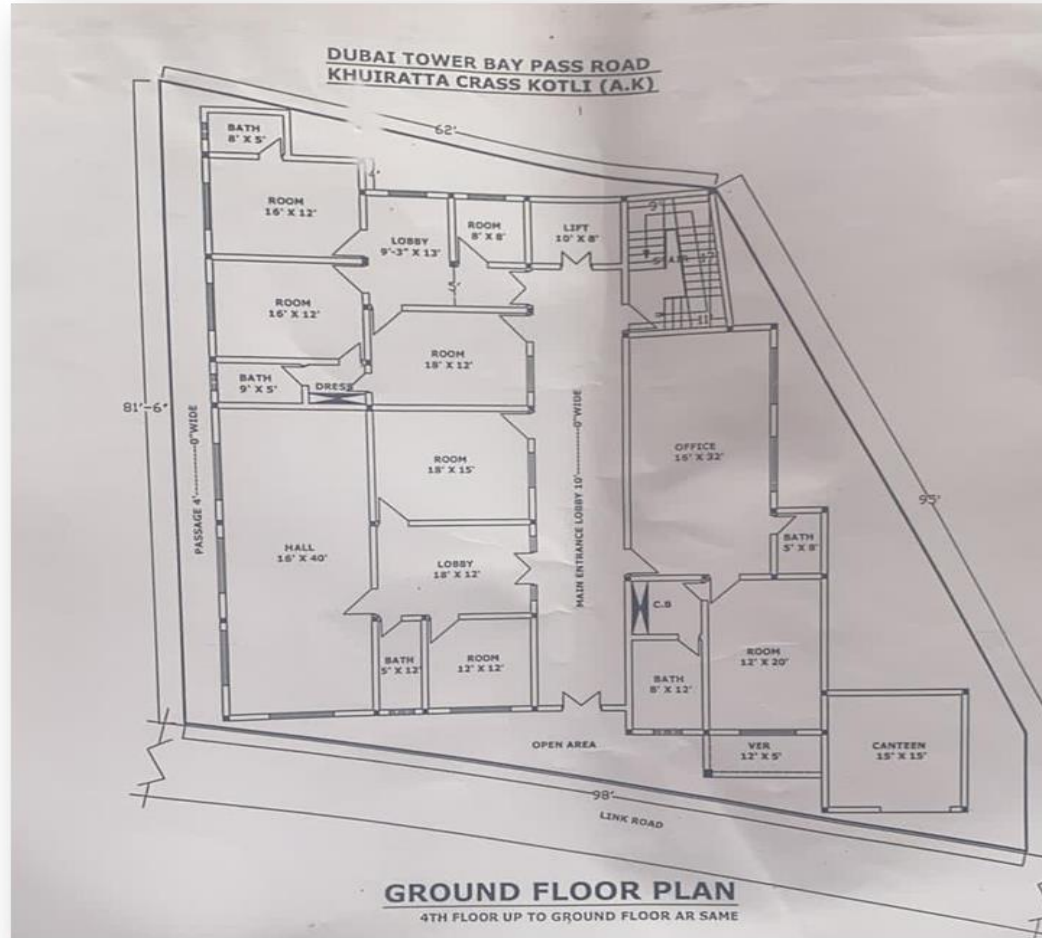 DUBAI TOWER BAY PASS ROAD
KHUIRATTA CRASS KOTLI (A.K)
62'
BATH
8' X 5'
ROOM
16' X 12'
LOBBY
9'-3" X 13'
ROOM
8' X 8'
LIFT
10' X 8'
5'
ROOM
16' X 12'
ROOM
18' X 12'
BATH
9' X 5'
DRESS
81'-6"
PASSAGE 4'----------0"WIDE
MAIN ENTRANCE LOBBY 10'------0"WIDE
ROOM
18' X 15'
OFFICE
16' X 32'
95'
HALL
16' X 40'
LOBBY
18' X 12'
BATH
5' X 8'
C.B
BATH
5' X 12'
ROOM
12' X 12'
BATH
8' X 12'
ROOM
12' X 20'
OPEN AREA
VER
12' X 5'
CANTEEN
15' X 15'
98'
LINK ROAD
GROUND FLOOR PLAN
4TH FLOOR UP TO GROUND FLOOR AR SAME